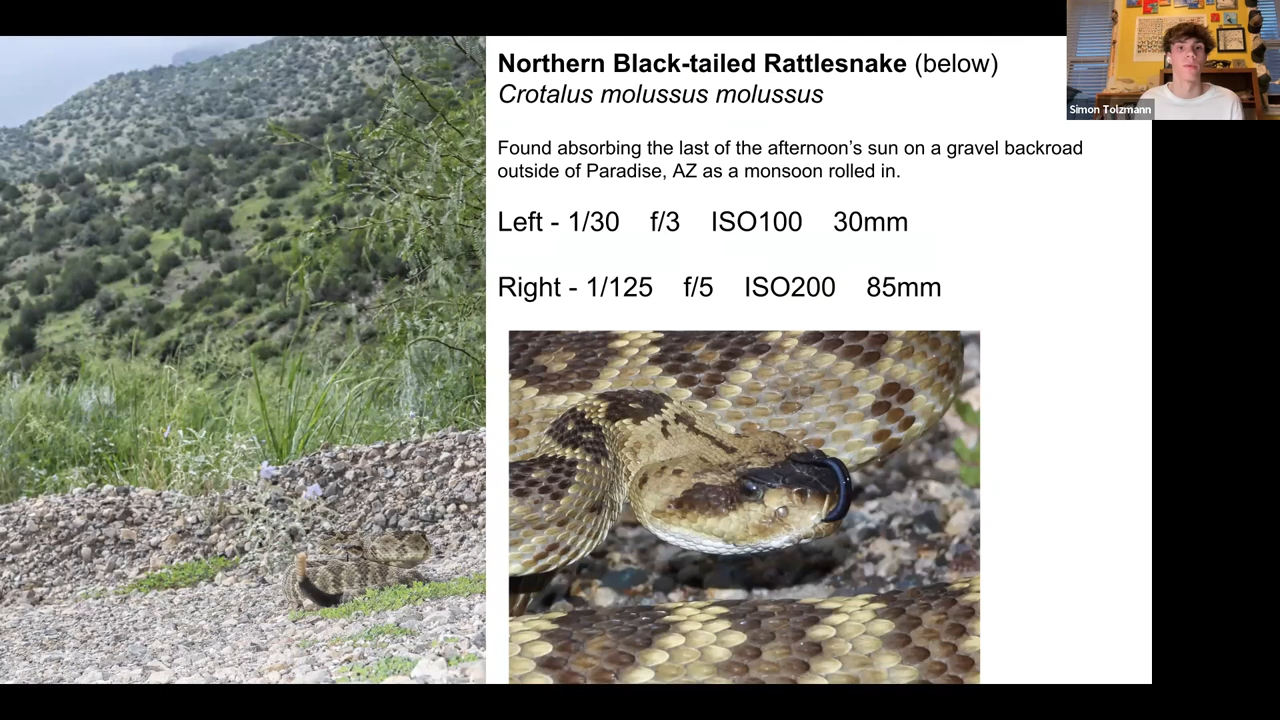 Northern Black-tailed Rattlesnake (below)
Crotalus molussus molussus
Found absorbing the last of the afternoon's sun on a gravel backroad
outside of Paradise, AZ as a monsoon rolled in.
Left - 1/30 f/3 ISO100 30mm
Right - 1/125 f/5 ISO200 85mm
Simon Tolzmann